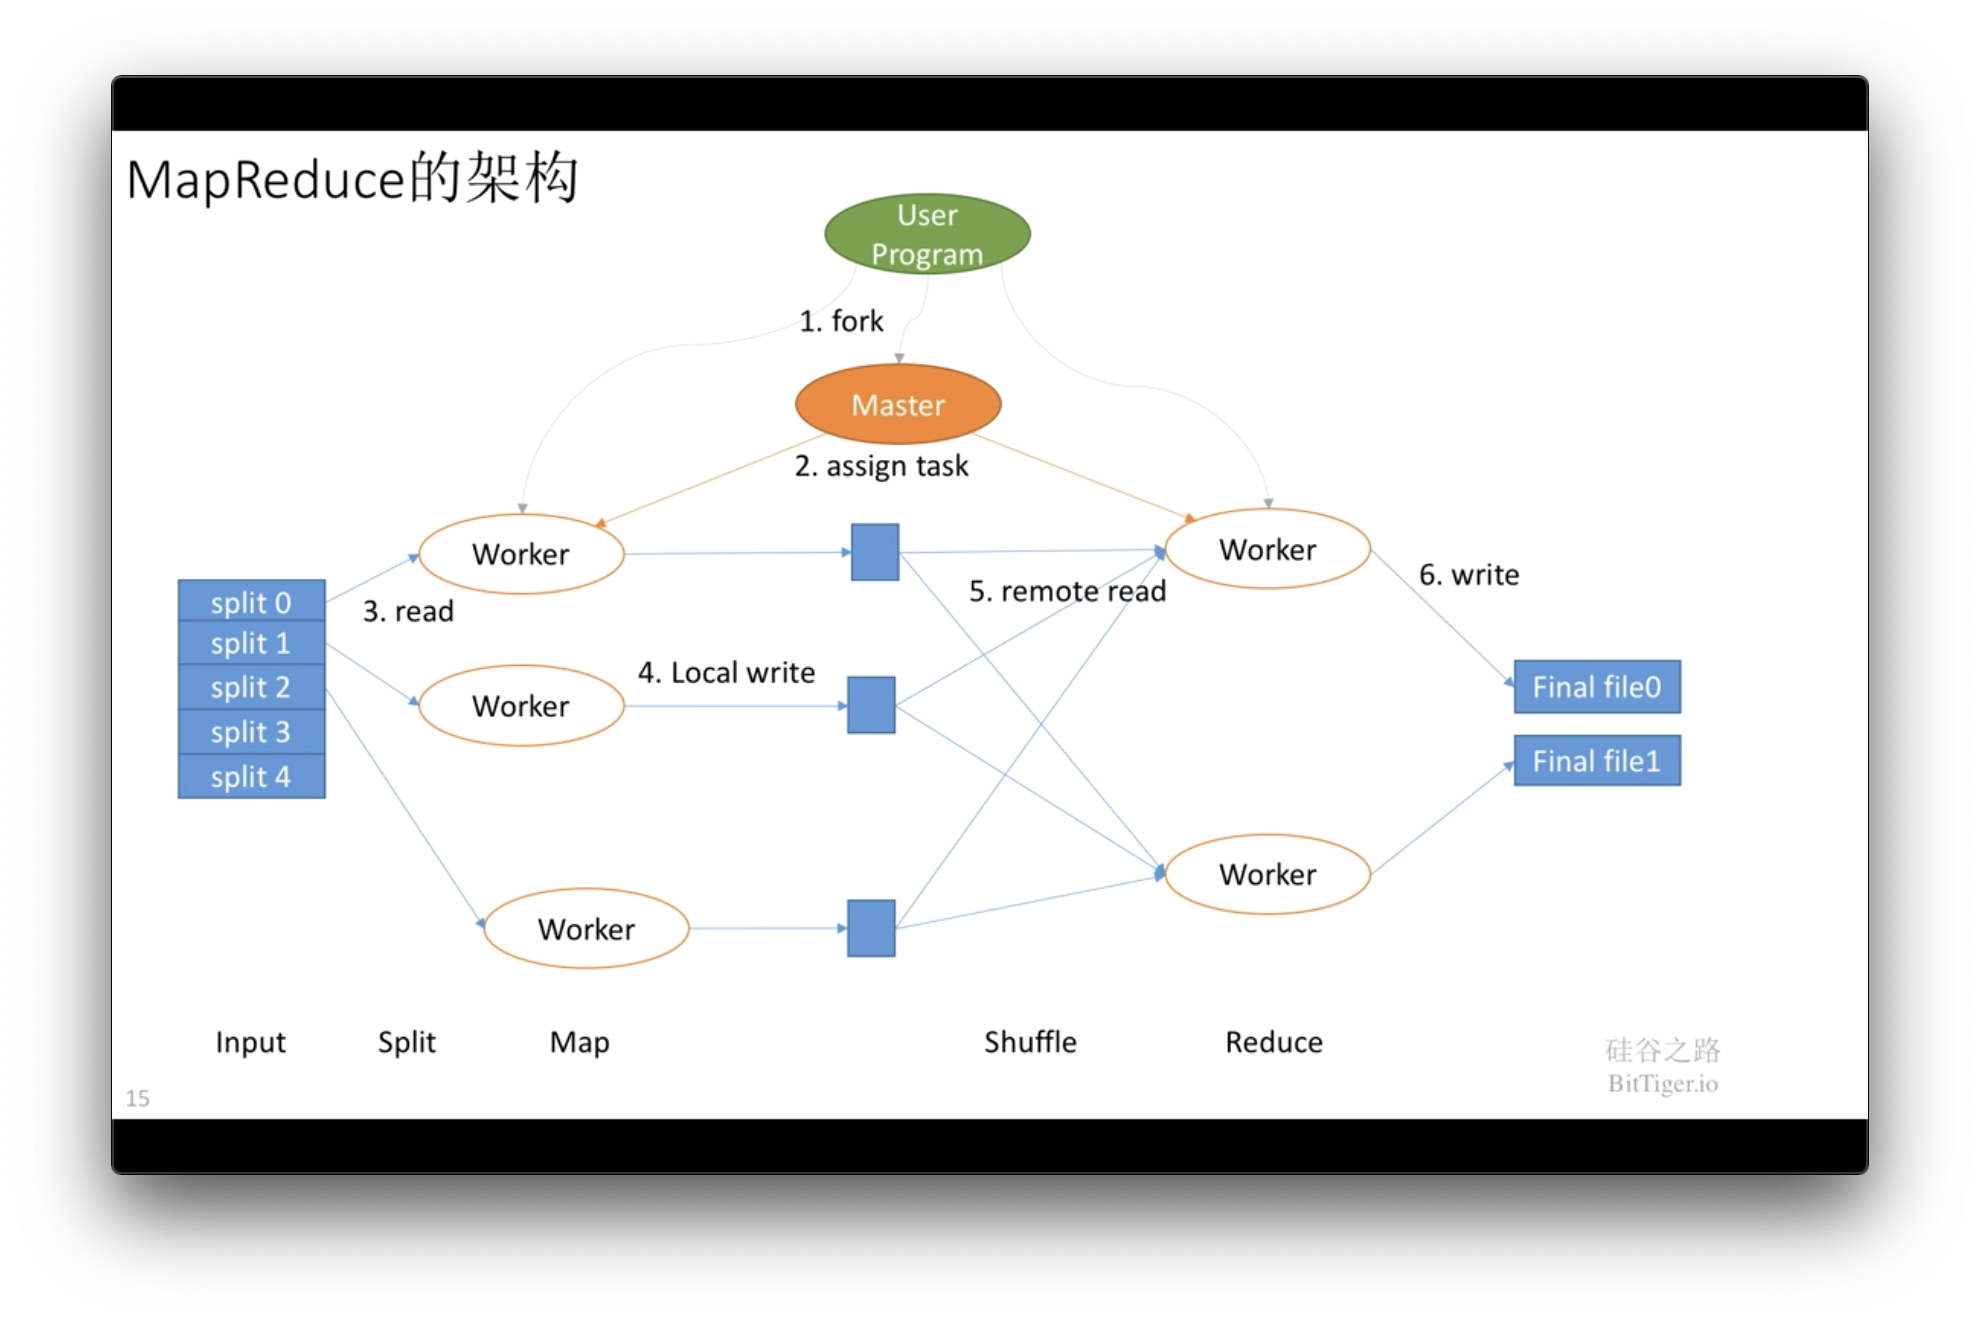 MapReduce的架构
User
Program
1. fork
Master
2. assign task
Worker
Worker
split 0
3. read
5. remote read
6. write
split 1
split 2
4. Local write
Worker
Final file0
split 3
split 4
Final file1
Worker
Worker
Input
Split
Map
Shuffle
Reduce
硅谷之路
BitTiger.io
15